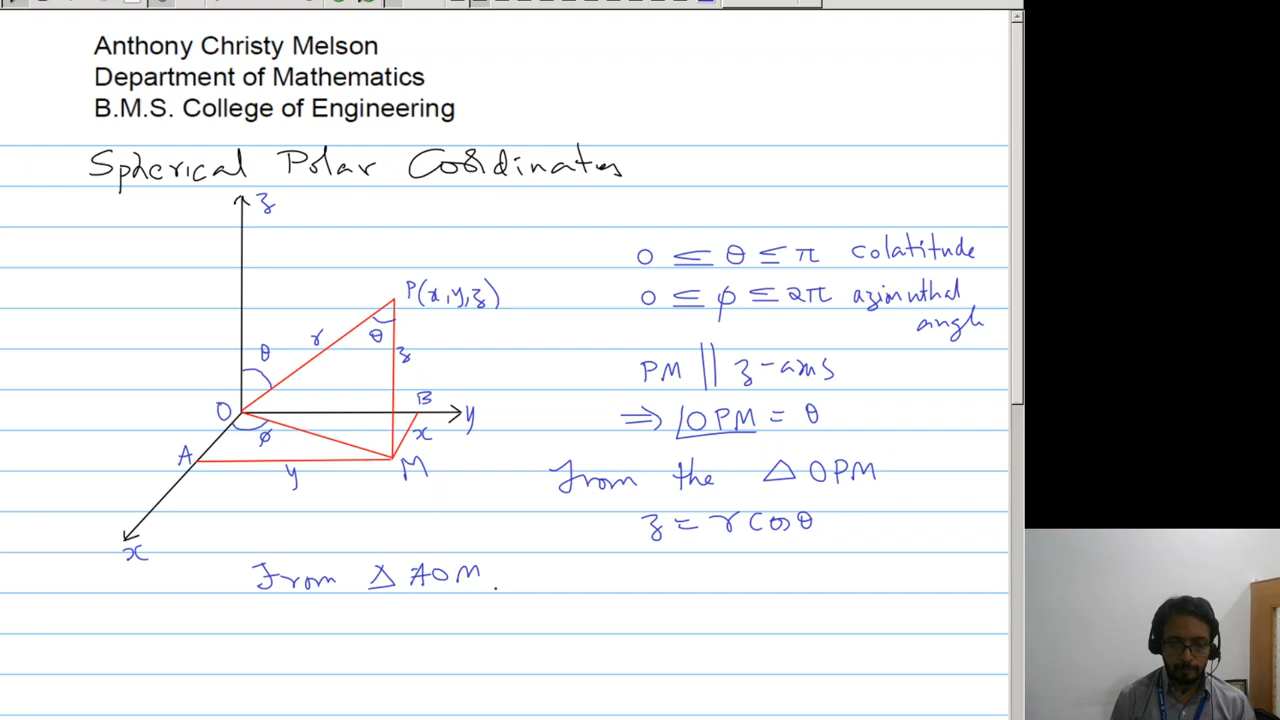 Anthony Christy Melson
Department of Mathematics
B.M.S. College of Engineering
Spherical Polar Coordinates
z
P(x,y,z)
r
θ
θ
z
O
B
y
φ
x
A
y
M
x
0 ≤ θ ≤ π colatitude
0 ≤ φ ≤ 2π azimuthal
angle
PM || z-axis
⇒ ∠OPM = θ
From the △ OPM
z = r cosθ
From △ AOM.